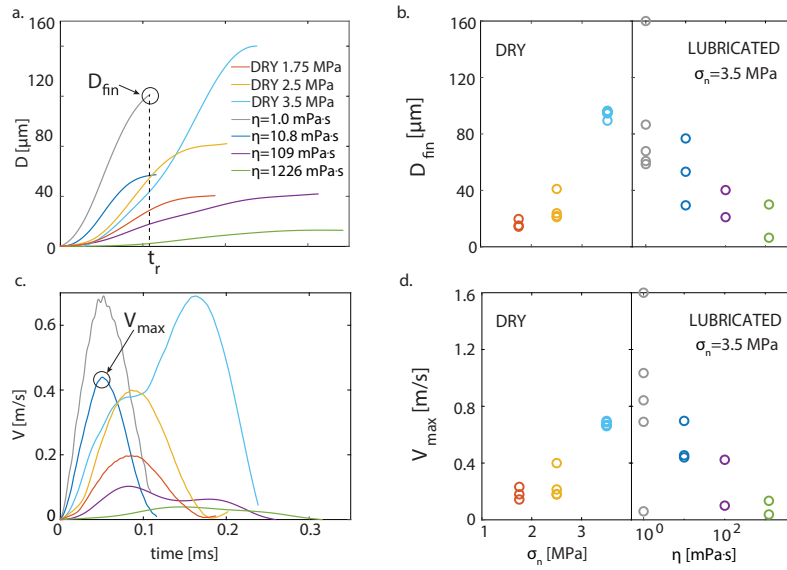 a.
160
120
80
40
0
D [μm]
D_fin
t_r
DRY 1.75 MPa
DRY 2.5 MPa
DRY 3.5 MPa
η=1.0 mPa·s
η=10.8 mPa·s
η=109 mPa·s
η=1226 mPa·s
b.
160
120
80
40
0
D_fin [μm]
DRY
LUBRICATED
σ_n=3.5 MPa
c.
0.6
0.4
0.2
0
V [m/s]
V_max
0 0.1 0.2 0.3
time [ms]
d.
1.6
1.2
0.8
0.4
0
V_max [m/s]
DRY
LUBRICATED
σ_n=3.5 MPa
1 2 3
σ_n [MPa]
10^0 10^2
η [mPa·s]